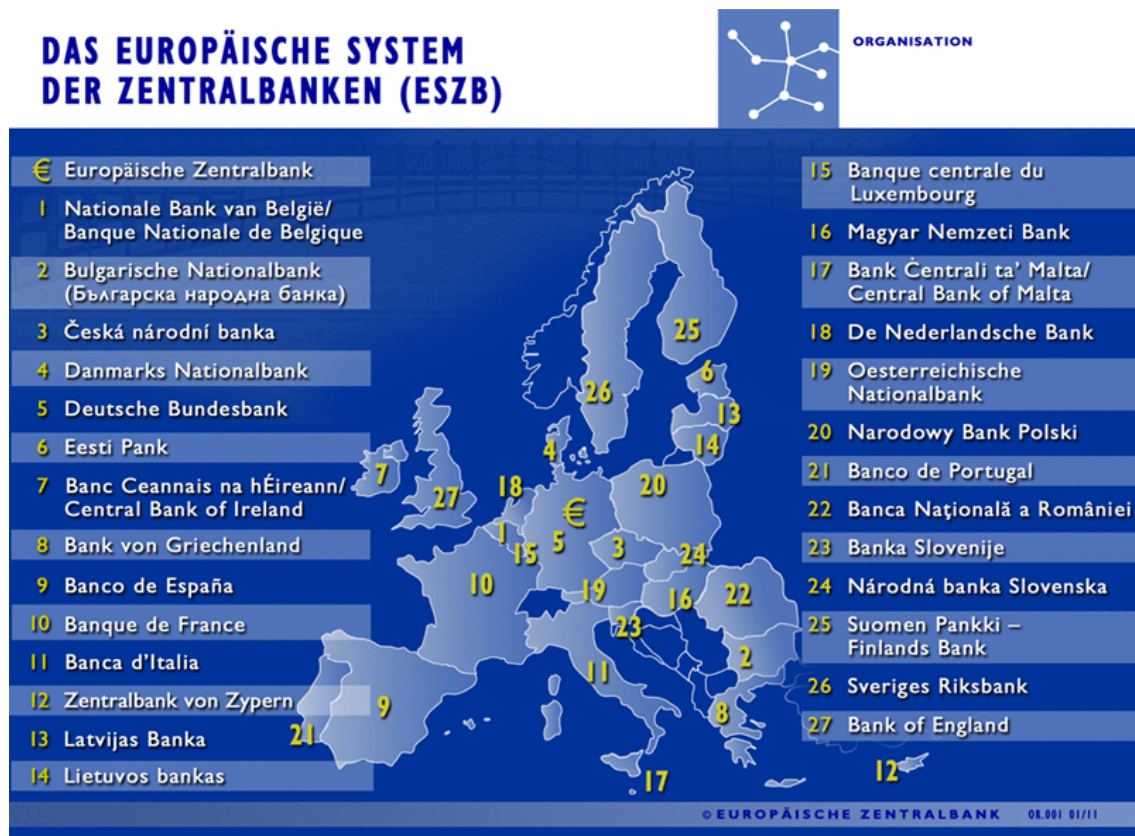 DAS EUROPÄISCHE SYSTEM
DER ZENTRALBANKEN (ESZB)
ORGANISATION
€ Europäische Zentralbank
1 Nationale Bank van België/
Banque Nationale de Belgique
2 Bulgarische Nationalbank
(Българска народна банка)
3 Česká národní banka
4 Danmarks Nationalbank
5 Deutsche Bundesbank
6 Eesti Pank
7 Banc Ceannais na hÉireann/
Central Bank of Ireland
8 Bank von Griechenland
9 Banco de España
10 Banque de France
11 Banca d'Italia
12 Zentralbank von Zypern
13 Latvijas Banka
14 Lietuvos bankas
25
26
6
13
14
4
7
27
18
20
€
1
5
15
3
24
10
19
16
22
23
2
11
9
8
21
17
12
15 Banque centrale du
Luxembourg
16 Magyar Nemzeti Bank
17 Bank Ċentrali ta' Malta/
Central Bank of Malta
18 De Nederlandsche Bank
19 Oesterreichische
Nationalbank
20 Narodowy Bank Polski
21 Banco de Portugal
22 Banca Naţională a României
23 Banka Slovenije
24 Národná banka Slovenska
25 Suomen Pankki –
Finlands Bank
26 Sveriges Riksbank
27 Bank of England
© EUROPÄISCHE ZENTRALBANK OR.001 01/11